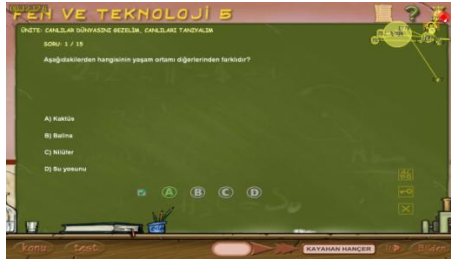 FEN VE TEKNOLOJİ 5
ÜNİTE: CANLILAR DÜNYASINI GEZELİM, CANLILARI TANIYALIM
SORU: 1 / 15
Aşağıdakilerden hangisinin yaşam ortamı diğerlerinden farklıdır?
A) Kaktüs
B) Balina
C) Nilüfer
D) Su yosunu
A B C D
konu test
KAYAHAN HANÇER